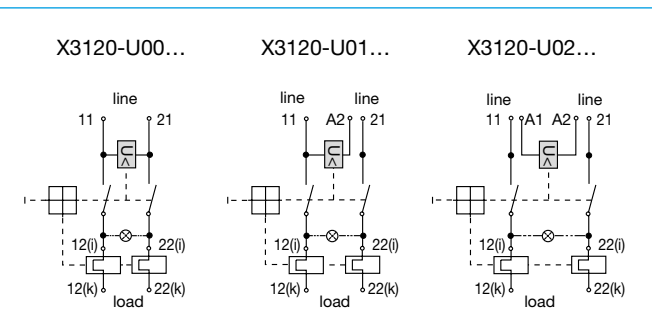 X3120-U00... X3120-U01... X3120-U02...
line line line line line
11 21 11 A2 21 11 A1 A2 21
U< U< U<
I I I
12(i) 22(i) 12(i) 22(i) 12(i) 22(i)
12(k) 22(k) 12(k) 22(k) 12(k) 22(k)
load load load